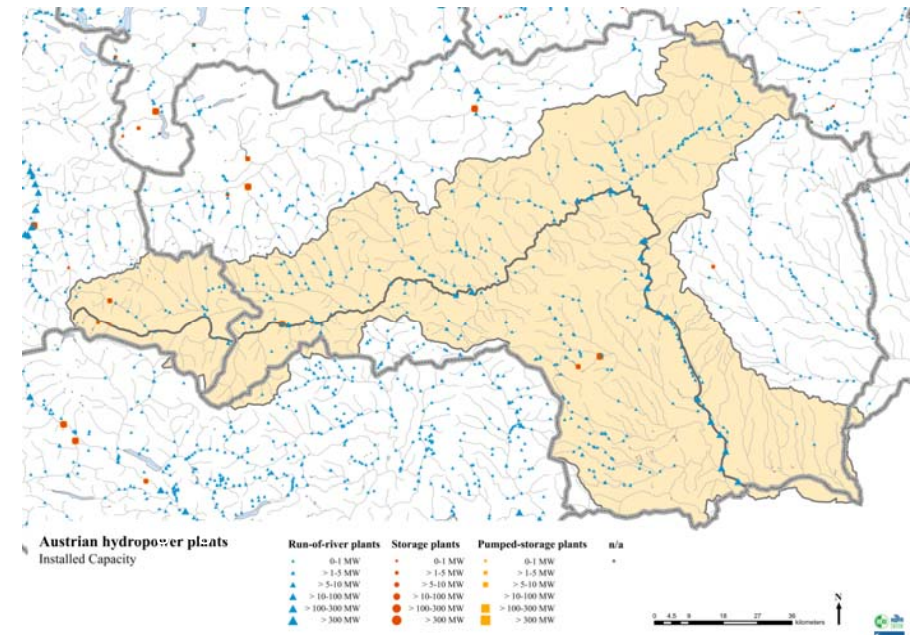 Austrian hydropower plants
Installed Capacity
Run-of-river plants
0-1 MW
> 1-5 MW
> 5-10 MW
> 10-100 MW
> 100-300 MW
> 300 MW
Storage plants
0-1 MW
> 1-5 MW
> 5-10 MW
> 10-100 MW
> 100-300 MW
> 300 MW
Pumped-storage plants
0-1 MW
> 1-5 MW
> 5-10 MW
> 10-100 MW
> 100-300 MW
> 300 MW
n/a
0 4,5 9 18 27 36
kilometers
N